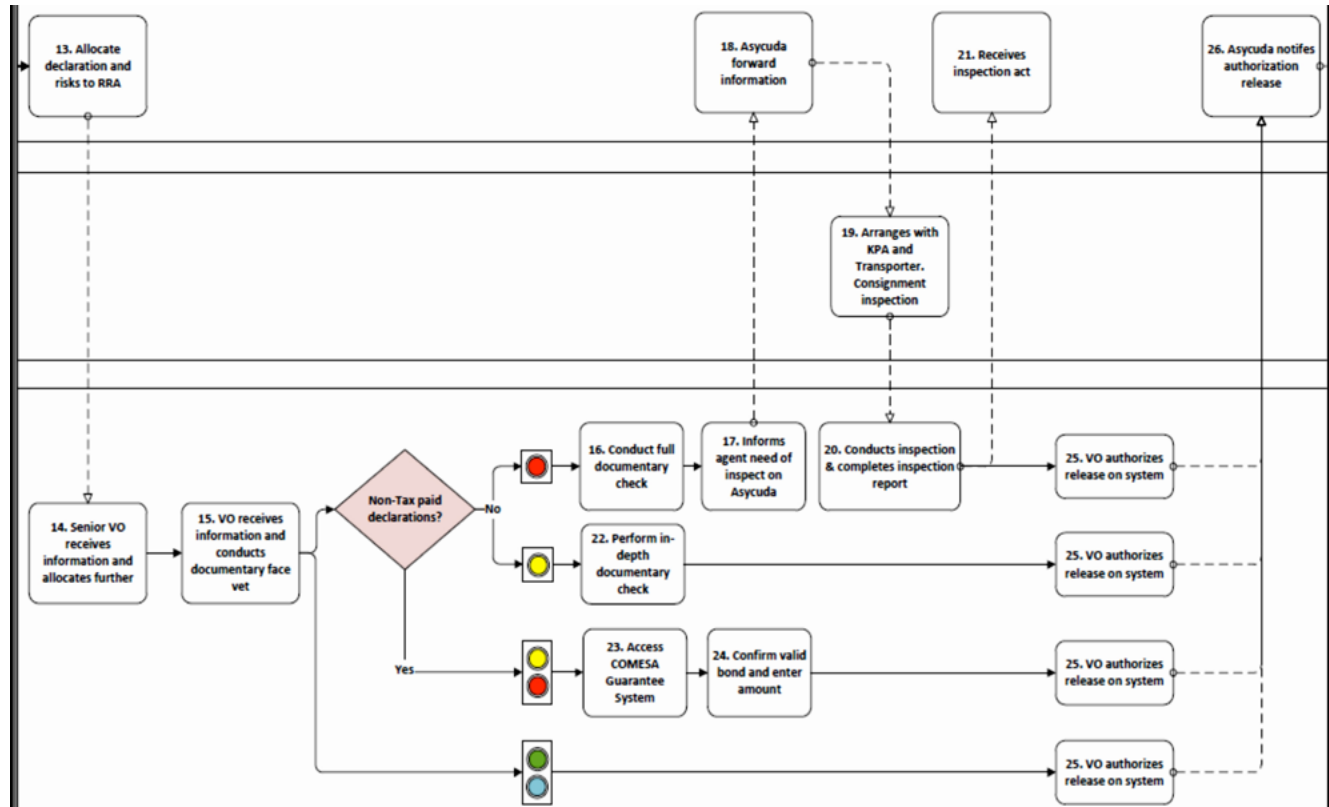 13. Allocate
declaration and
risks to RRA
18. Asycuda
forward
information
21. Receives
inspection act
26. Asycuda notifes
authorization
release
19. Arranges with
KPA and
Transporter.
Consignment
inspection
14. Senior VO
receives
information and
allocates further
15. VO receives
information and
conducts
documentary face
vet
Non-Tax paid
declarations?
No
Yes
16. Conduct full
documentary
check
17. Informs
agent need of
inspect on
Asycuda
20. Conducts inspection
& completes inspection
report
25. VO authorizes
release on system
22. Perform in-
depth
documentary
check
25. VO authorizes
release on system
23. Access
COMESA
Guarantee
System
24. Confirm valid
bond and enter
amount
25. VO authorizes
release on system
25. VO authorizes
release on system